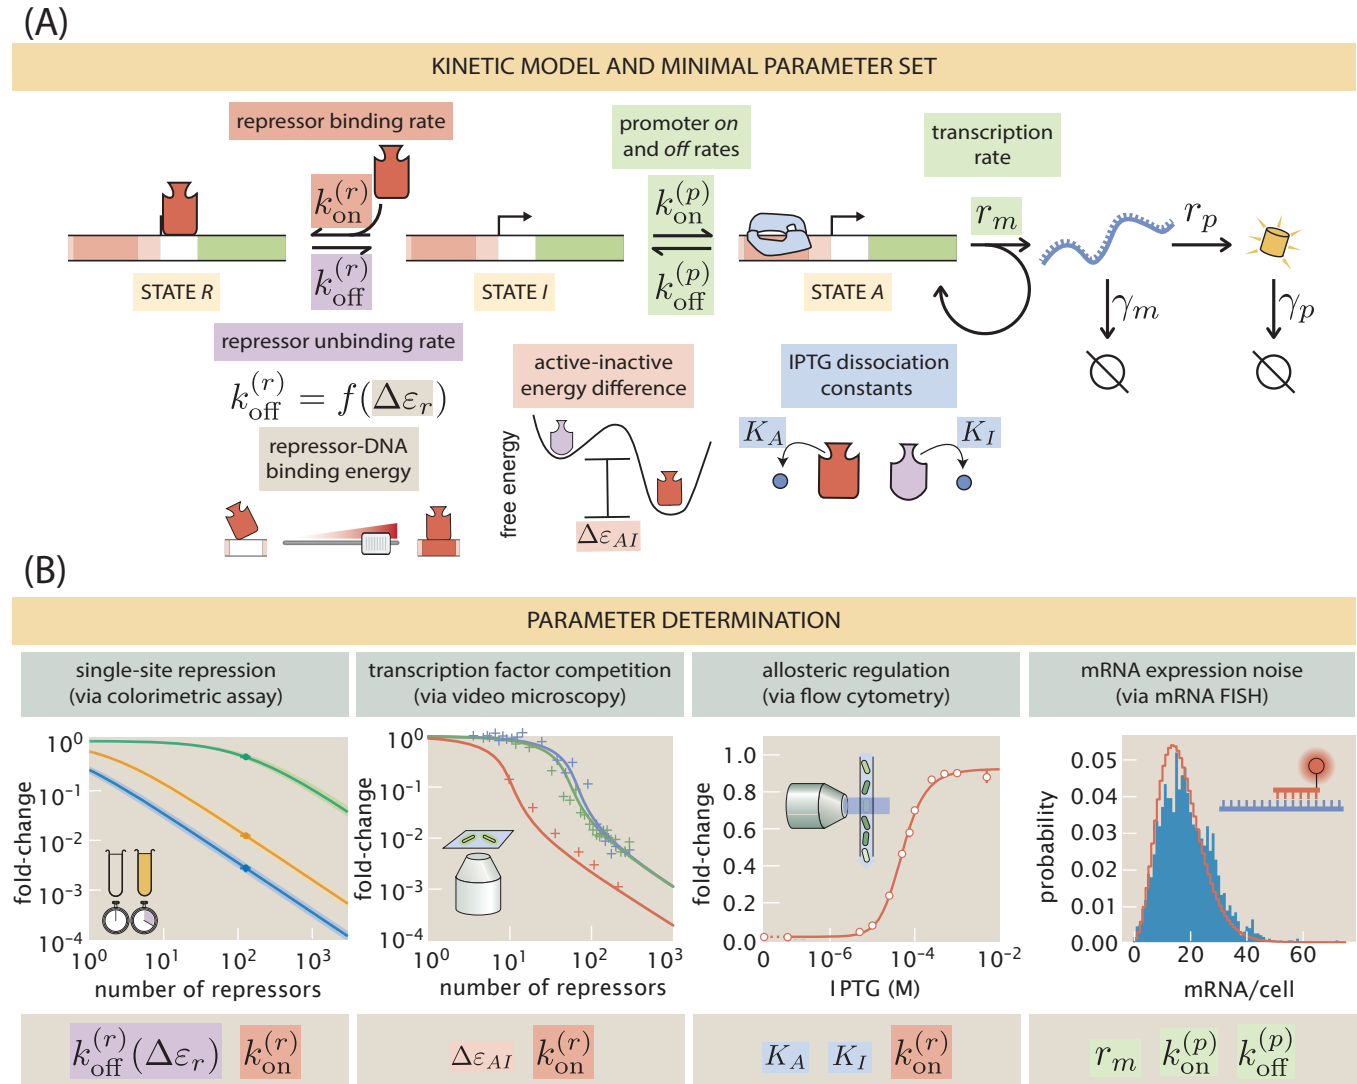 (A)
KINETIC MODEL AND MINIMAL PARAMETER SET
repressor binding rate
promoter on
and off rates
transcription
rate
k_on^(r)
k_off^(r)
k_on^(p)
k_off^(p)
r_m
r_p
γ_m
γ_p
STATE R
STATE I
STATE A
repressor unbinding rate
k_off^(r) = f(Δε_r)
repressor-DNA
binding energy
active-inactive
energy difference
free energy
Δε_AI
IPTG dissociation
constants
K_A
K_I
(B)
PARAMETER DETERMINATION
single-site repression
(via colorimetric assay)
fold-change
10^0
10^-1
10^-2
10^-3
10^-4
10^0 10^1 10^2 10^3
number of repressors
k_off^(r)(Δε_r) k_on^(r)
transcription factor competition
(via video microscopy)
fold-change
10^0
10^-1
10^-2
10^-3
10^-4
10^0 10^1 10^2 10^3
number of repressors
Δε_AI k_on^(r)
allosteric regulation
(via flow cytometry)
fold-change
1.0
0.8
0.6
0.4
0.2
0.0
0 10^-6 10^-4 10^-2
IPTG (M)
K_A K_I k_on^(r)
mRNA expression noise
(via mRNA FISH)
probability
0.05
0.04
0.03
0.02
0.01
0.00
0 20 40 60
mRNA/cell
r_m k_on^(p) k_off^(p)